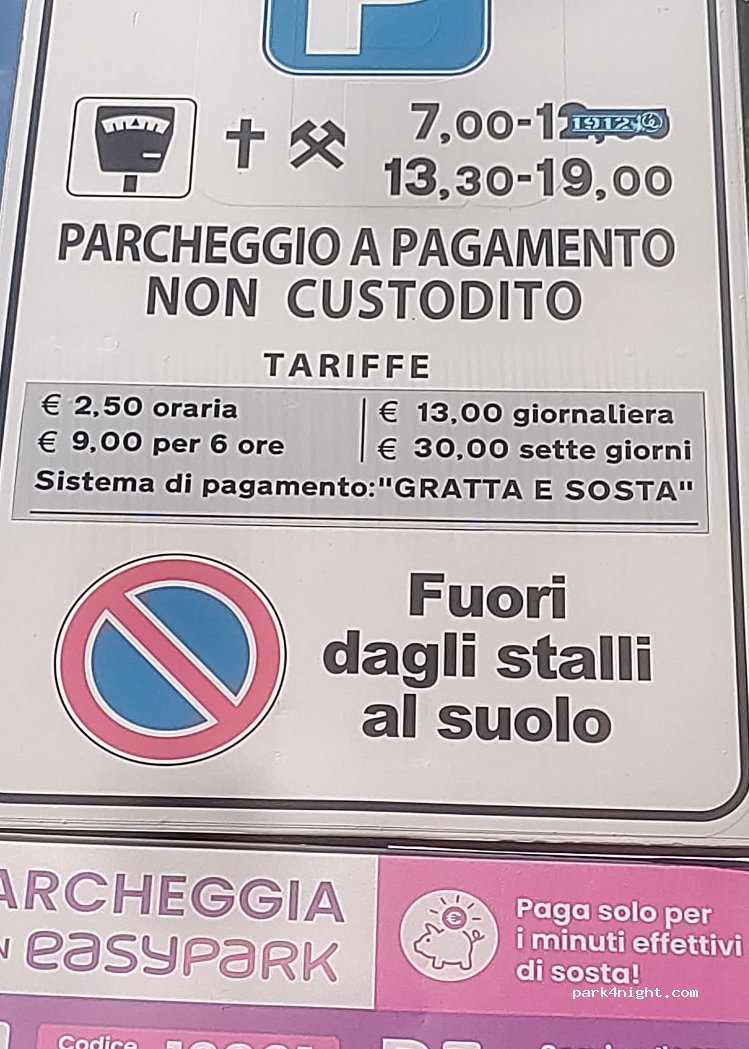 P
7,00-12,
1912
13,30-19,00
PARCHEGGIO A PAGAMENTO
NON CUSTODITO
TARIFFE
€ 2,50 oraria
€ 13,00 giornaliera
€ 9,00 per 6 ore
€ 30,00 sette giorni
Sistema di pagamento:"GRATTA E SOSTA"
Fuori
dagli stalli
al suolo
ARCHEGGIA
N easyPark
Paga solo per
i minuti effettivi
di sosta!
park4night.com
Codice